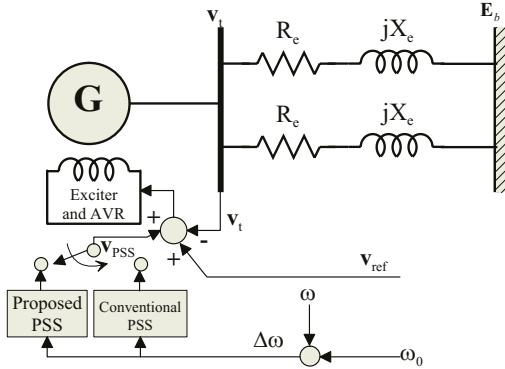 v_t
E_b
R_e
jX_e
G
R_e
jX_e
Exciter
and AVR
+
v_t
-
v_PSS
+
v_ref
Proposed
PSS
Conventional
PSS
ω
Δω
ω_0